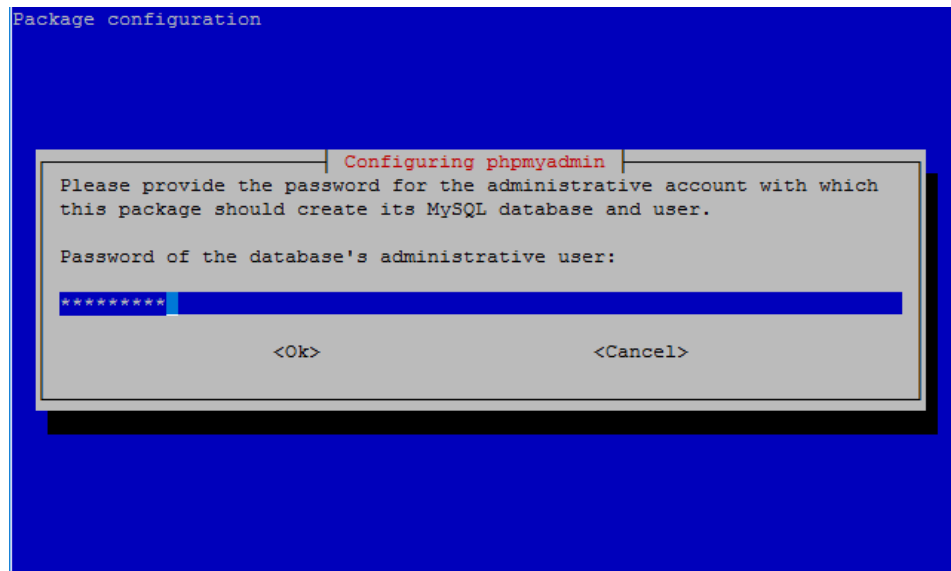 Package configuration
Configuring phpmyadmin
Please provide the password for the administrative account with which
this package should create its MySQL database and user.
Password of the database's administrative user:
*********
<Ok> <Cancel>